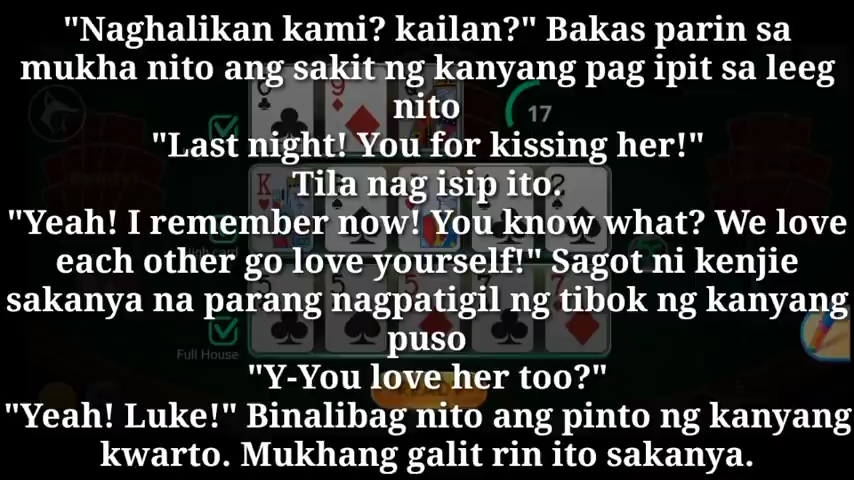 "Naghalikan kami? kailan?" Bakas parin sa
mukha nito ang sakit ng kanyang pag ipit sa leeg
nito
"Last night! You for kissing her!"
Tila nag isip ito.
"Yeah! I remember now! You know what? We love
each other go love yourself!" Sagot ni kenjie
sakanya na parang nagpatigil ng tibok ng kanyang
puso
"Y-You love her too?"
"Yeah! Luke!" Binalibag nito ang pinto ng kanyang
kwarto. Mukhang galit rin ito sakanya.
17
Full House